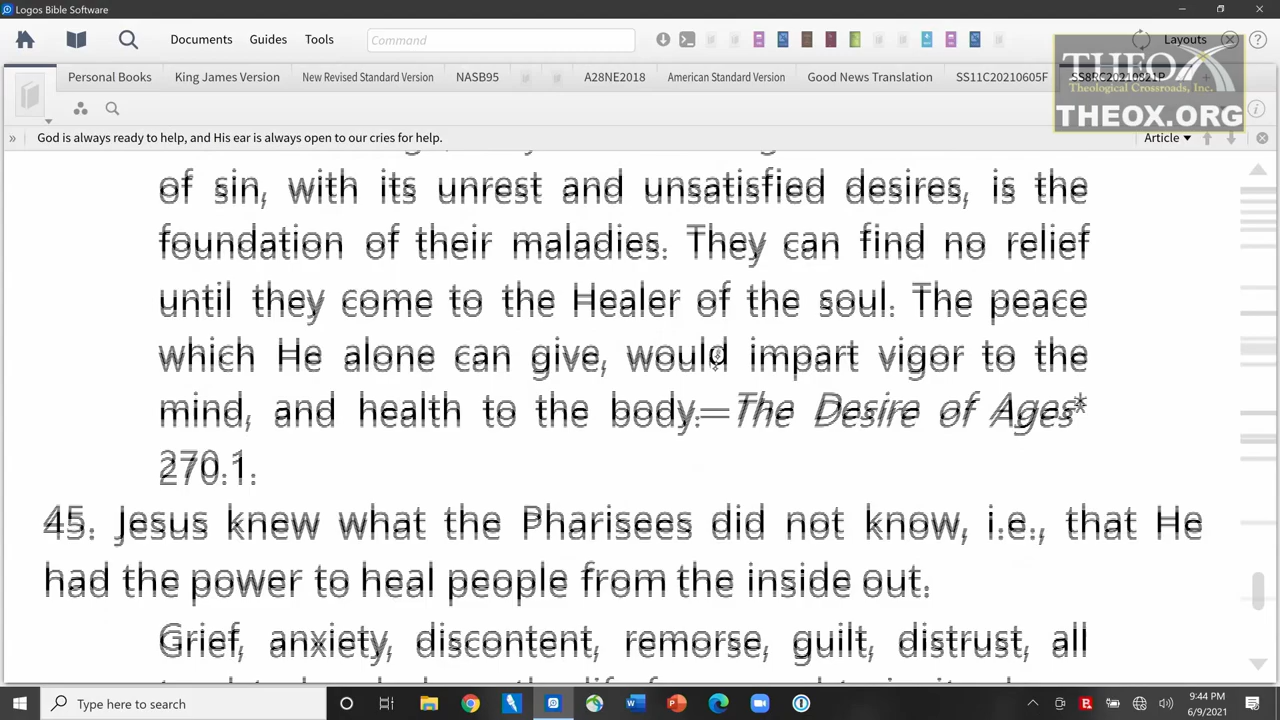 Logos Bible Software
Documents Guides Tools Command Layouts
THEOX
Theological Crossroads, Inc.
THEOX.ORG
Personal Books King James Version New Revised Standard Version NASB95 A28NE2018 American Standard Version Good News Translation SS11C20210605F SS8RC20210821P
God is always ready to help, and His ear is always open to our cries for help. Article
of sin, with its unrest and unsatisfied desires, is the
foundation of their maladies. They can find no relief
until they come to the Healer of the soul. The peace
which He alone can give, would impart vigor to the
mind, and health to the body.—The Desire of Ages*
270.1.
45. Jesus knew what the Pharisees did not know, i.e., that He
had the power to heal people from the inside out.
Grief, anxiety, discontent, remorse, guilt, distrust, all
Type here to search
9:44 PM
6/9/2021